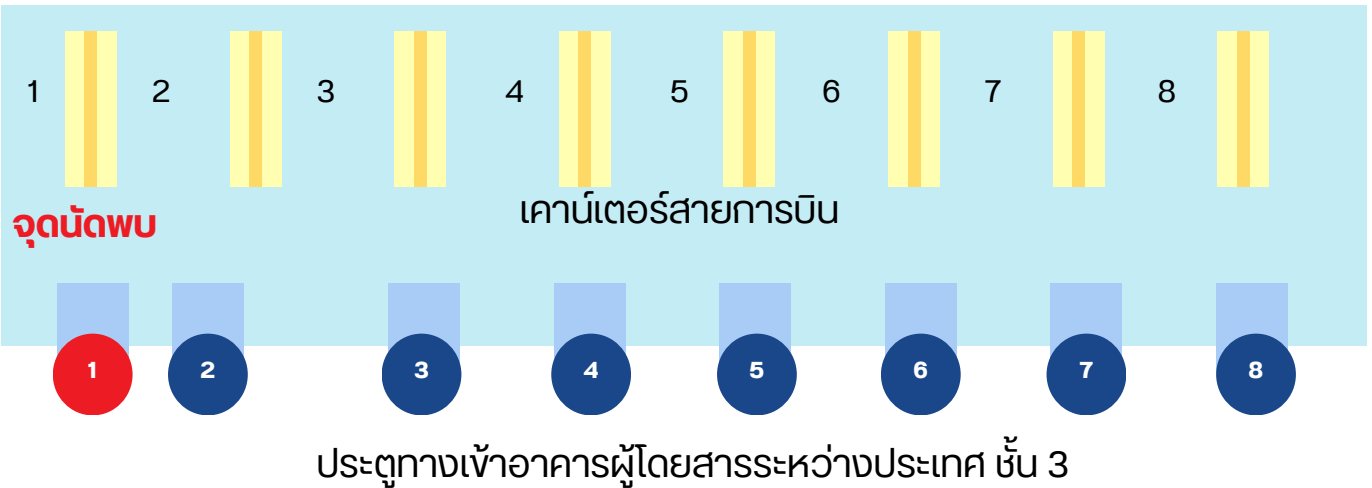 1 2 3 4 5 6 7 8
เคาน์เตอร์สายการบิน
จุดนัดพบ
1 2 3 4 5 6 7 8
ประตูทางเข้าอาคารผู้โดยสารระหว่างประเทศ ชั้น 3